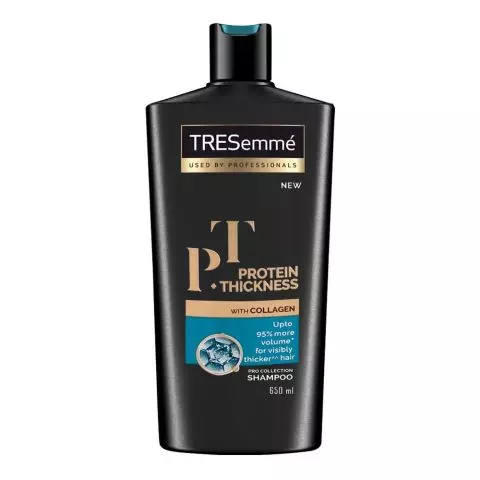 TRESemmé
USED BY PROFESSIONALS
NEW
PT
PROTEIN
THICKNESS
WITH COLLAGEN
Upto
95% more
volume*
for visibly
thicker^^ hair
PRO COLLECTION
SHAMPOO
650 ml